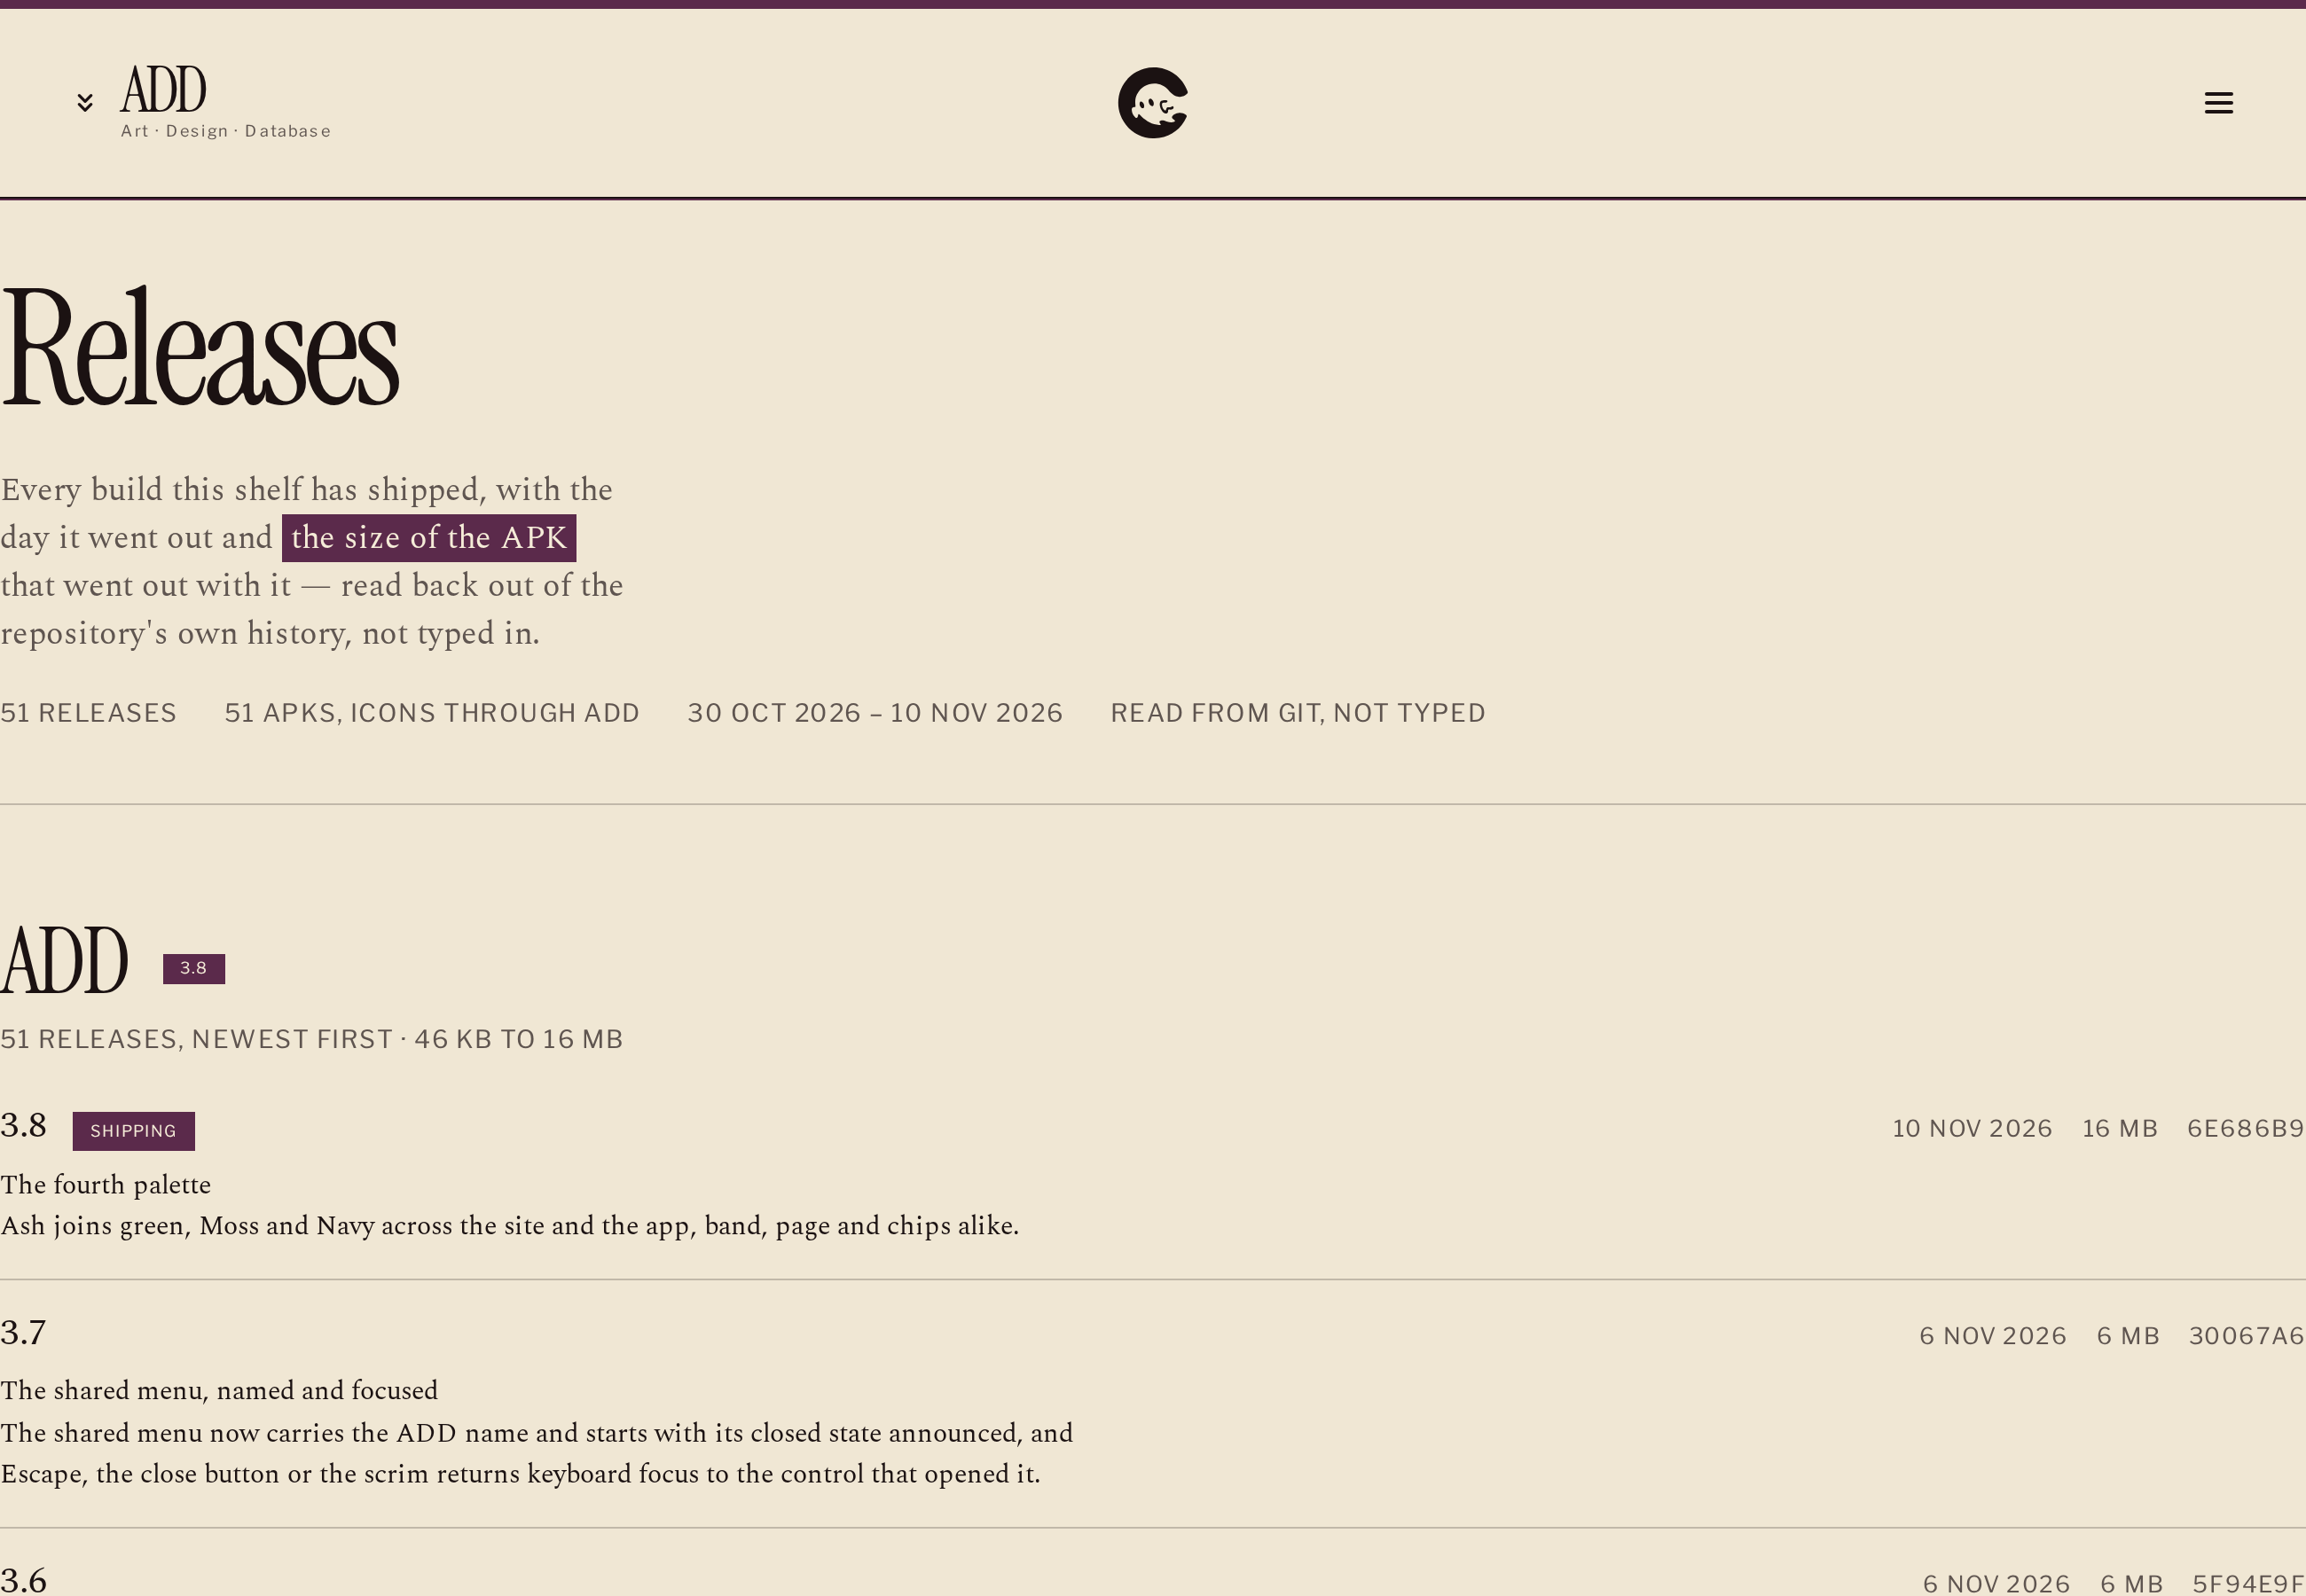 ADD
Art · Design · Database
Releases
Every build this shelf has shipped, with the
day it went out and the size of the APK
that went out with it — read back out of the
repository's own history, not typed in.
51 RELEASES 51 APKS, ICONS THROUGH ADD 30 OCT 2026 – 10 NOV 2026 READ FROM GIT, NOT TYPED
ADD 3.8
51 RELEASES, NEWEST FIRST · 46 KB TO 16 MB
3.8 SHIPPING 10 NOV 2026 16 MB 6E686B9
The fourth palette
Ash joins green, Moss and Navy across the site and the app, band, page and chips alike.
3.7 6 NOV 2026 6 MB 30067A6
The shared menu, named and focused
The shared menu now carries the ADD name and starts with its closed state announced, and
Escape, the close button or the scrim returns keyboard focus to the control that opened it.
3.6 6 NOV 2026 6 MB 5F94E9F